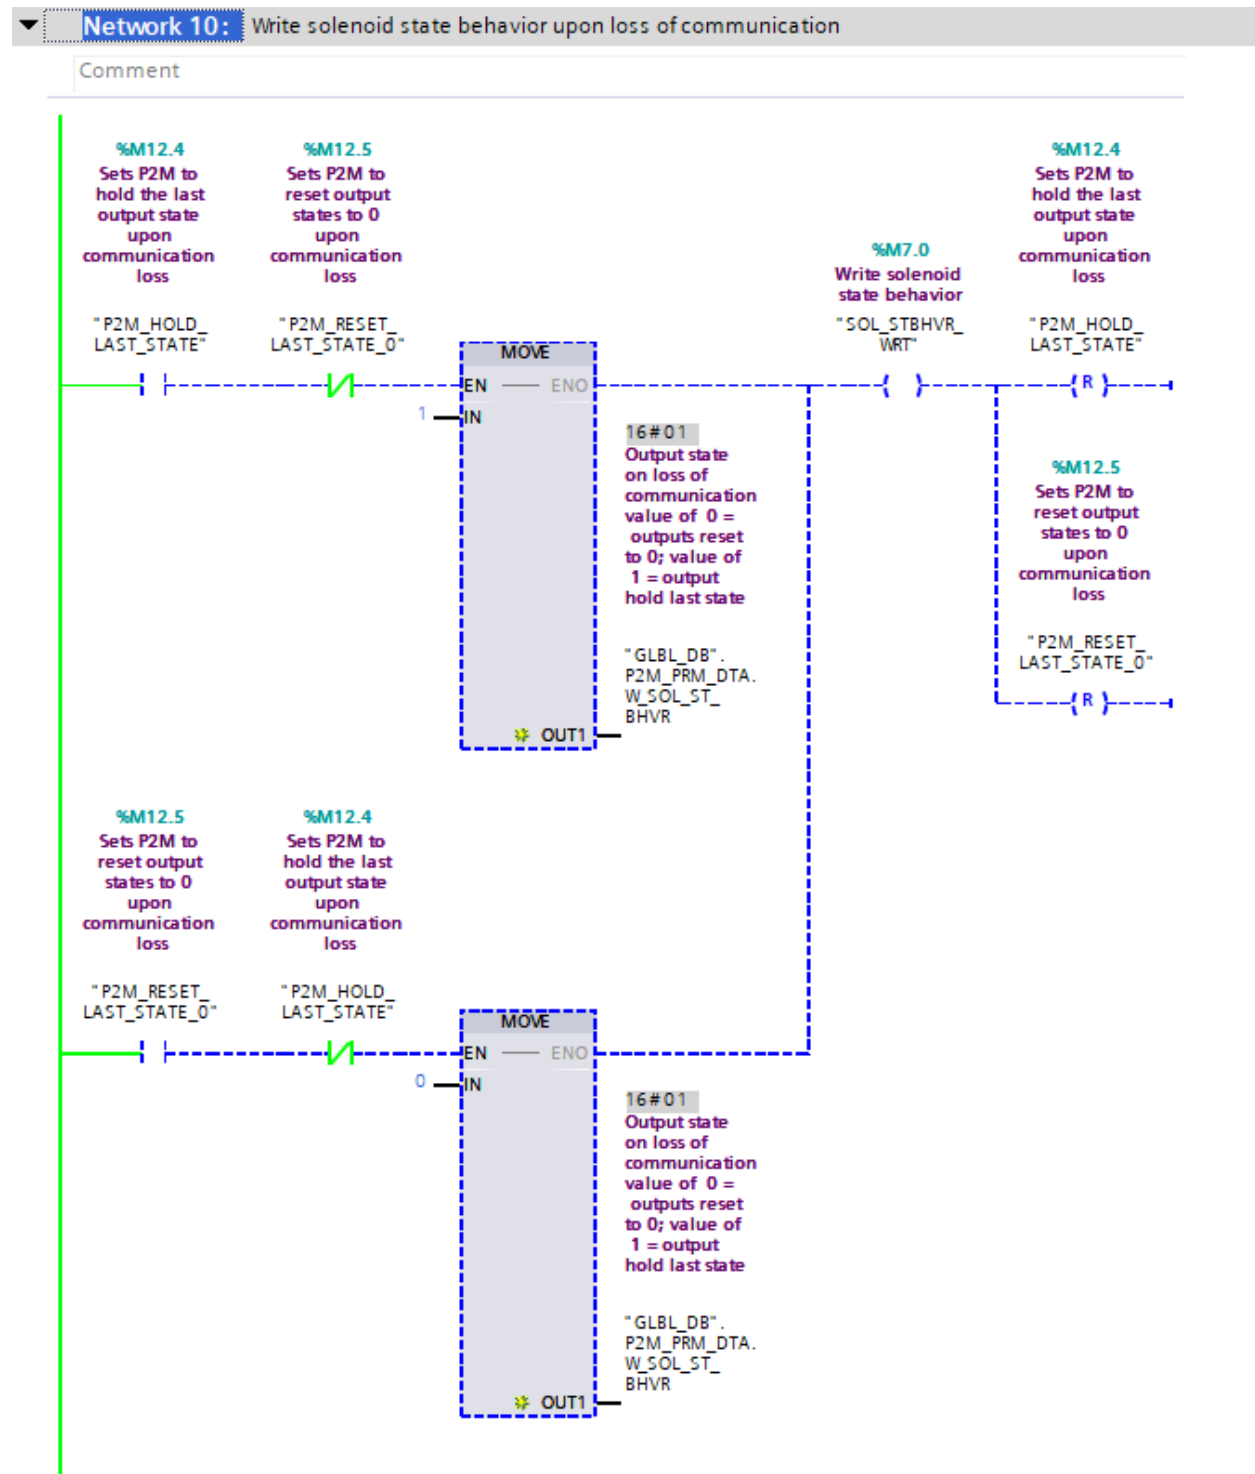 Network 10: Write solenoid state behavior upon loss of communication
Comment
%M12.4
Sets P2M to
hold the last
output state
upon
communication
loss
"P2M_HOLD_
LAST_STATE"
%M12.5
Sets P2M to
reset output
states to 0
upon
communication
loss
"P2M_RESET_
LAST_STATE_0"
MOVE
EN
ENO
1
IN
OUT1
16#01
Output state
on loss of
communication
value of 0 =
outputs reset
to 0; value of
1 = output
hold last state
"GLBL_DB".
P2M_PRM_DTA.
W_SOL_ST_
BHVR
%M7.0
Write solenoid
state behavior
"SOL_STBHVR_
WRT"
%M12.4
Sets P2M to
hold the last
output state
upon
communication
loss
"P2M_HOLD_
LAST_STATE"
R
%M12.5
Sets P2M to
reset output
states to 0
upon
communication
loss
"P2M_RESET_
LAST_STATE_0"
R
%M12.5
Sets P2M to
reset output
states to 0
upon
communication
loss
"P2M_RESET_
LAST_STATE_0"
%M12.4
Sets P2M to
hold the last
output state
upon
communication
loss
"P2M_HOLD_
LAST_STATE"
MOVE
EN
ENO
0
IN
OUT1
16#01
Output state
on loss of
communication
value of 0 =
outputs reset
to 0; value of
1 = output
hold last state
"GLBL_DB".
P2M_PRM_DTA.
W_SOL_ST_
BHVR